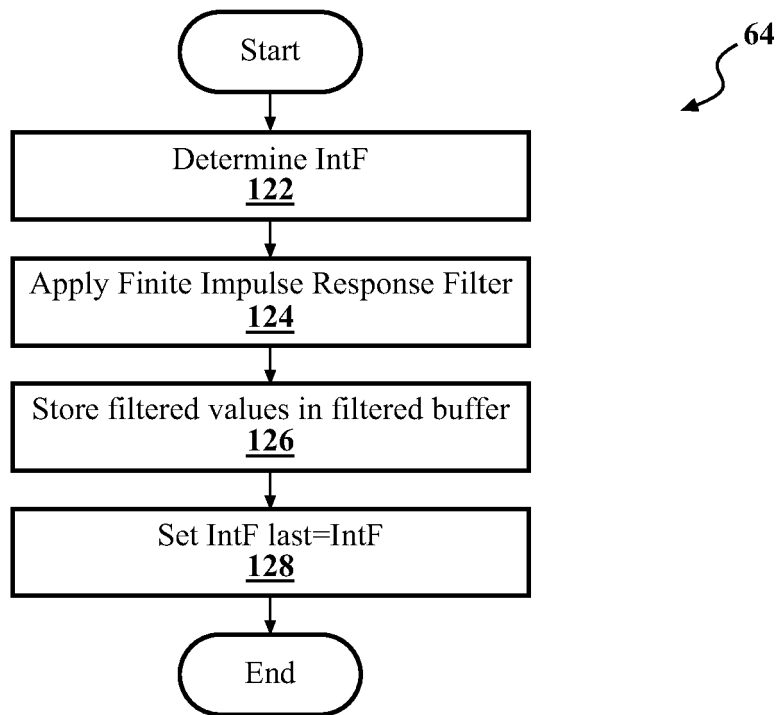 Start
64
Determine IntF
122
Apply Finite Impulse Response Filter
124
Store filtered values in filtered buffer
126
Set IntF last=IntF
128
End